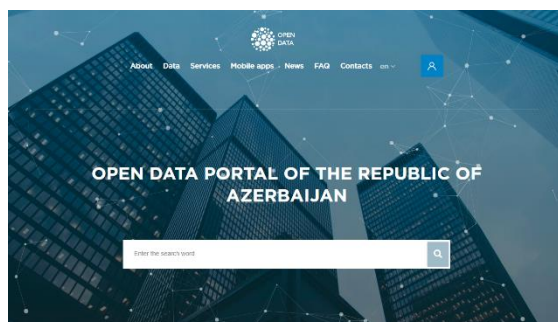 OPEN
DATA
About Data Services Mobile apps News FAQ Contacts en
OPEN DATA PORTAL OF THE REPUBLIC OF
AZERBAIJAN
Enter the search word